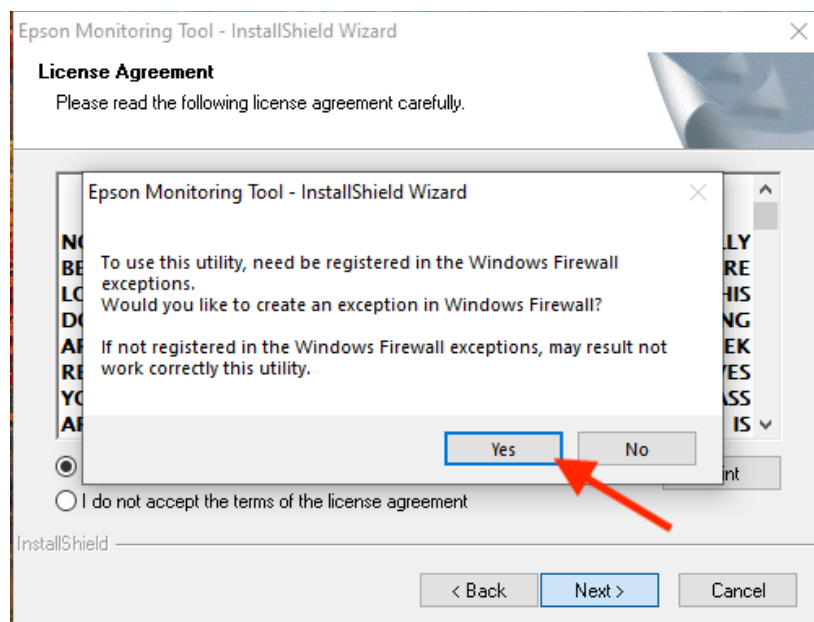 Epson Monitoring Tool - InstallShield Wizard
License Agreement
Please read the following license agreement carefully.
Epson Monitoring Tool - InstallShield Wizard
To use this utility, need be registered in the Windows Firewall
exceptions.
Would you like to create an exception in Windows Firewall?
If not registered in the Windows Firewall exceptions, may result not
work correctly this utility.
Yes
No
IS
I do not accept the terms of the license agreement
InstallShield
< Back
Next >
Cancel